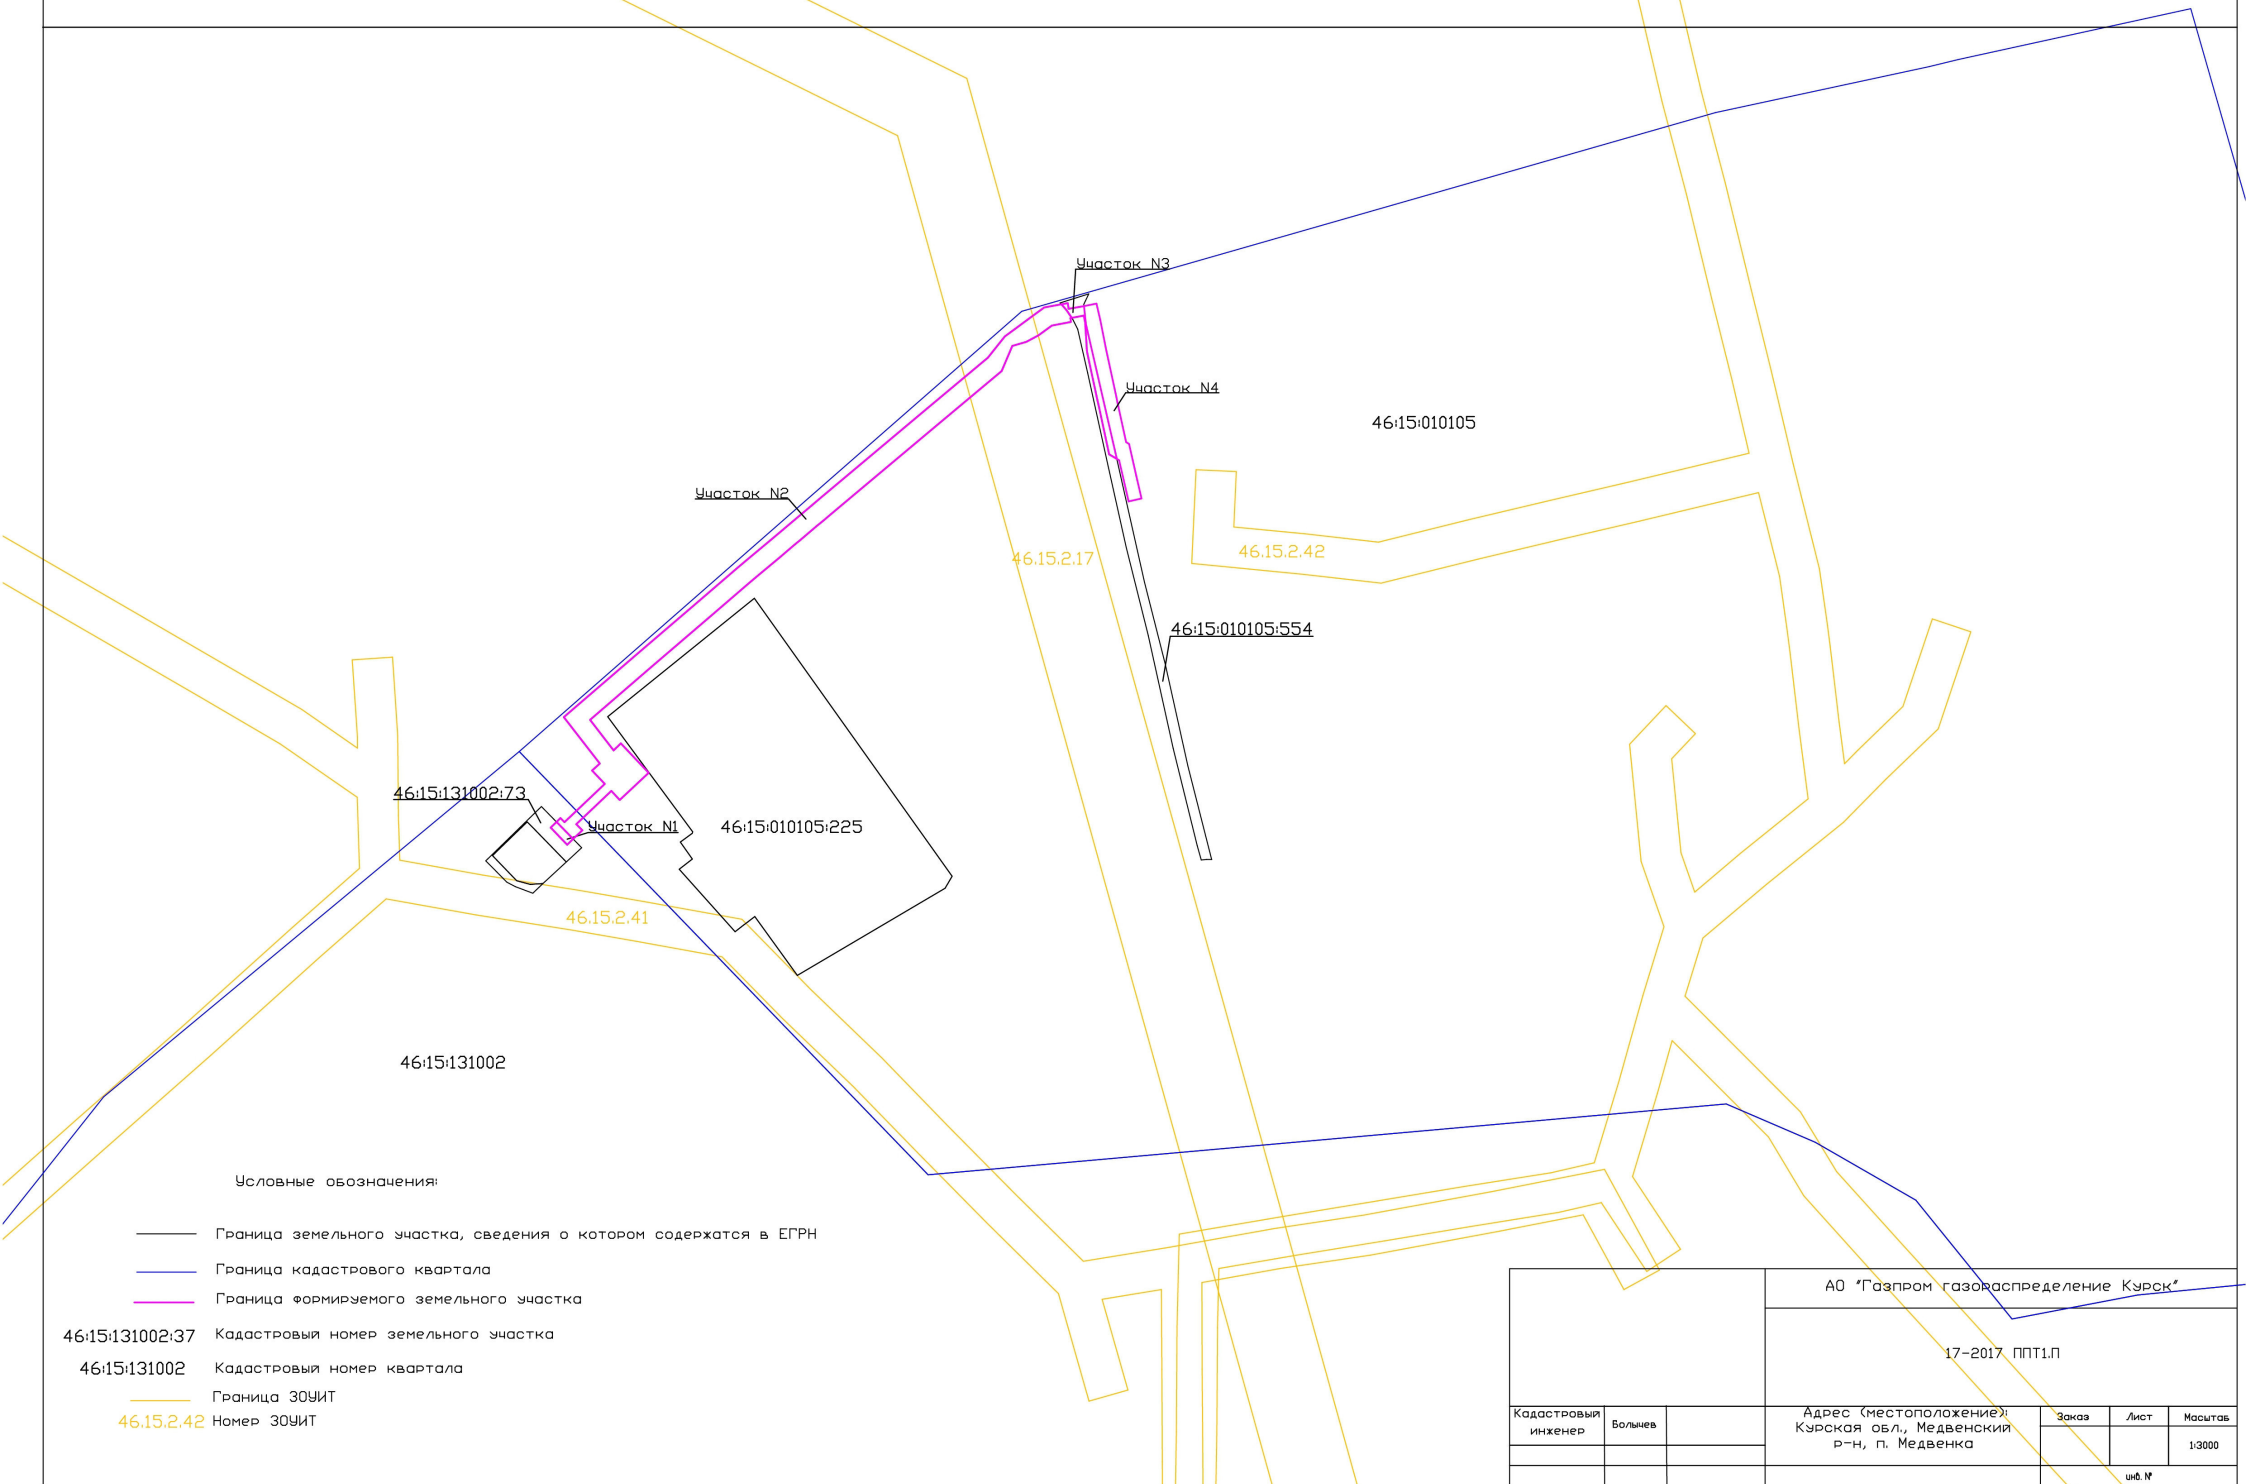 Участок N3
Участок N4
46:15:010105
Участок N2
46.15.2.17
46.15.2.42
46:15:010105:554
46:15:131002:73
Участок N1
46:15:010105:225
46.15.2.41
46:15:131002
Условные обозначения:
Граница земельного участка, сведения о котором содержатся в ЕГРН
Граница кадастрового квартала
Граница формируемого земельного участка
46:15:131002:37 Кадастровый номер земельного участка
46:15:131002 Кадастровый номер квартала
Граница ЗОУИТ
46.15.2.42 Номер ЗОУИТ
АО "Газпром газораспределение Курск"
17-2017 ППТ1.П
Кадастровый
инженер
Болычев
Адрес (местоположение):
Курская обл., Медвенский
р-н, п. Медвенка
Заказ
Лист
Масштаб
1:3000
инв. №